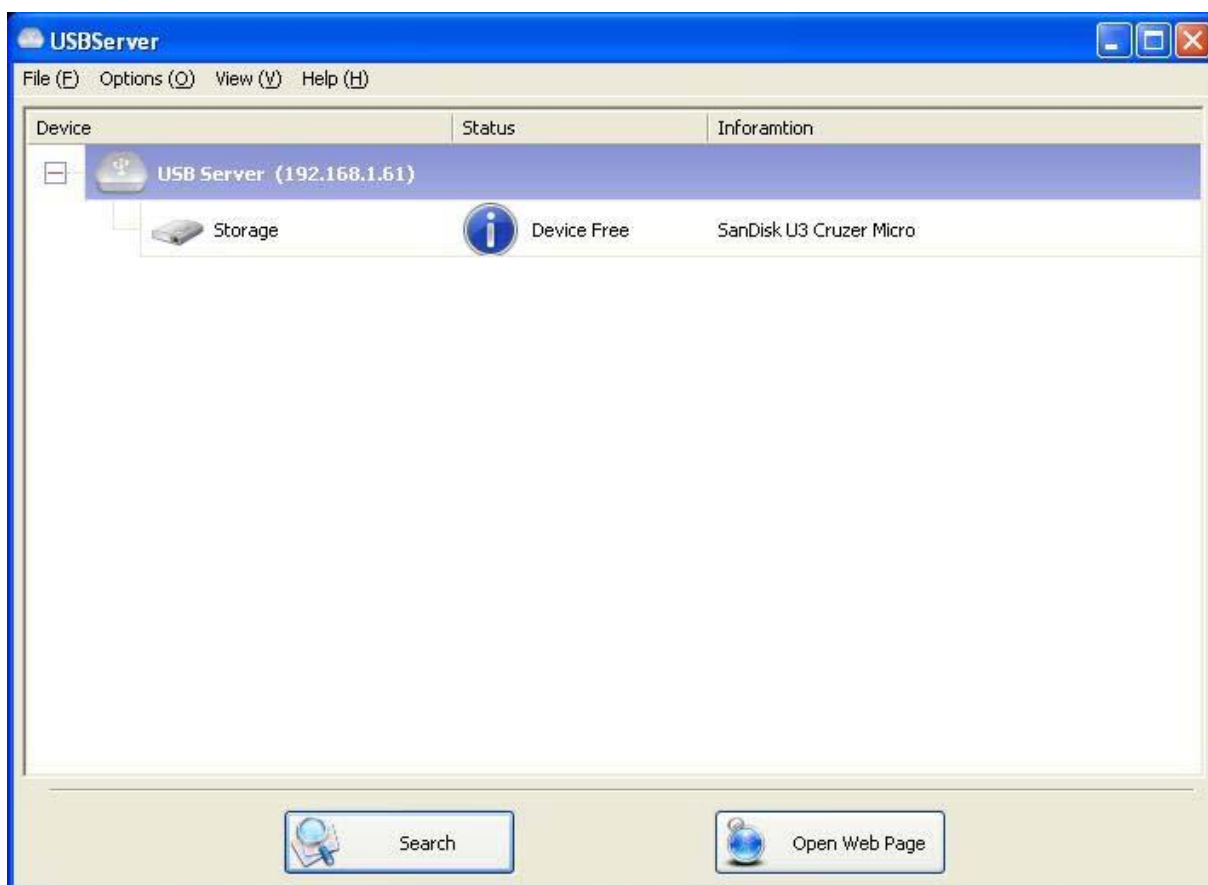 USBServer
File (F) Options (O) View (V) Help (H)
Device Status Inforamtion
USB Server (192.168.1.61)
Storage Device Free SanDisk U3 Cruzer Micro
Search Open Web Page